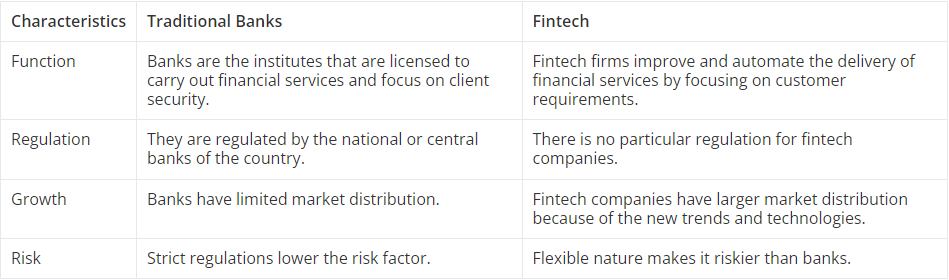 Characteristics Traditional Banks Fintech
Function
Banks are the institutes that are licensed to
carry out financial services and focus on client
security.
Fintech firms improve and automate the delivery of
financial services by focusing on customer
requirements.
Regulation
They are regulated by the national or central
banks of the country.
There is no particular regulation for fintech
companies.
Growth
Banks have limited market distribution.
Fintech companies have larger market distribution
because of the new trends and technologies.
Risk
Strict regulations lower the risk factor.
Flexible nature makes it riskier than banks.